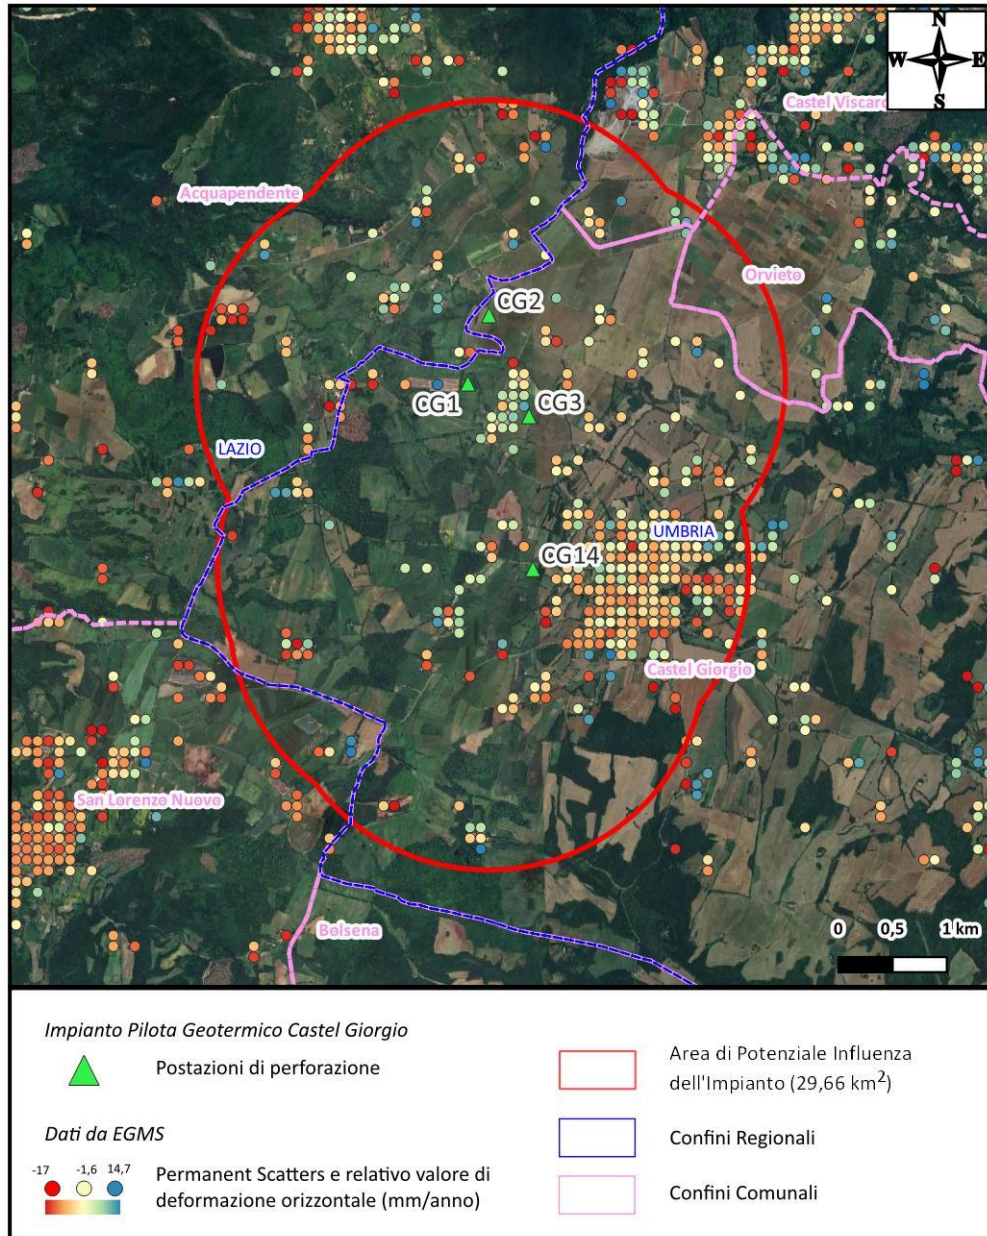 N
W E
S
Castel Viscardo
Acquapendente
Orvieto
CG2
CG1
CG3
LAZIO
UMBRIA
CG14
Castel Giorgio
San Lorenzo Nuovo
Bolsena
0 0,5 1 km
Impianto Pilota Geotermico Castel Giorgio
Postazioni di perforazione
Dati da EGMS
-17 -1,6 14,7
Permanent Scatters e relativo valore di
deformazione orizzontale (mm/anno)
Area di Potenziale Influenza
dell'Impianto (29,66 km²)
Confini Regionali
Confini Comunali